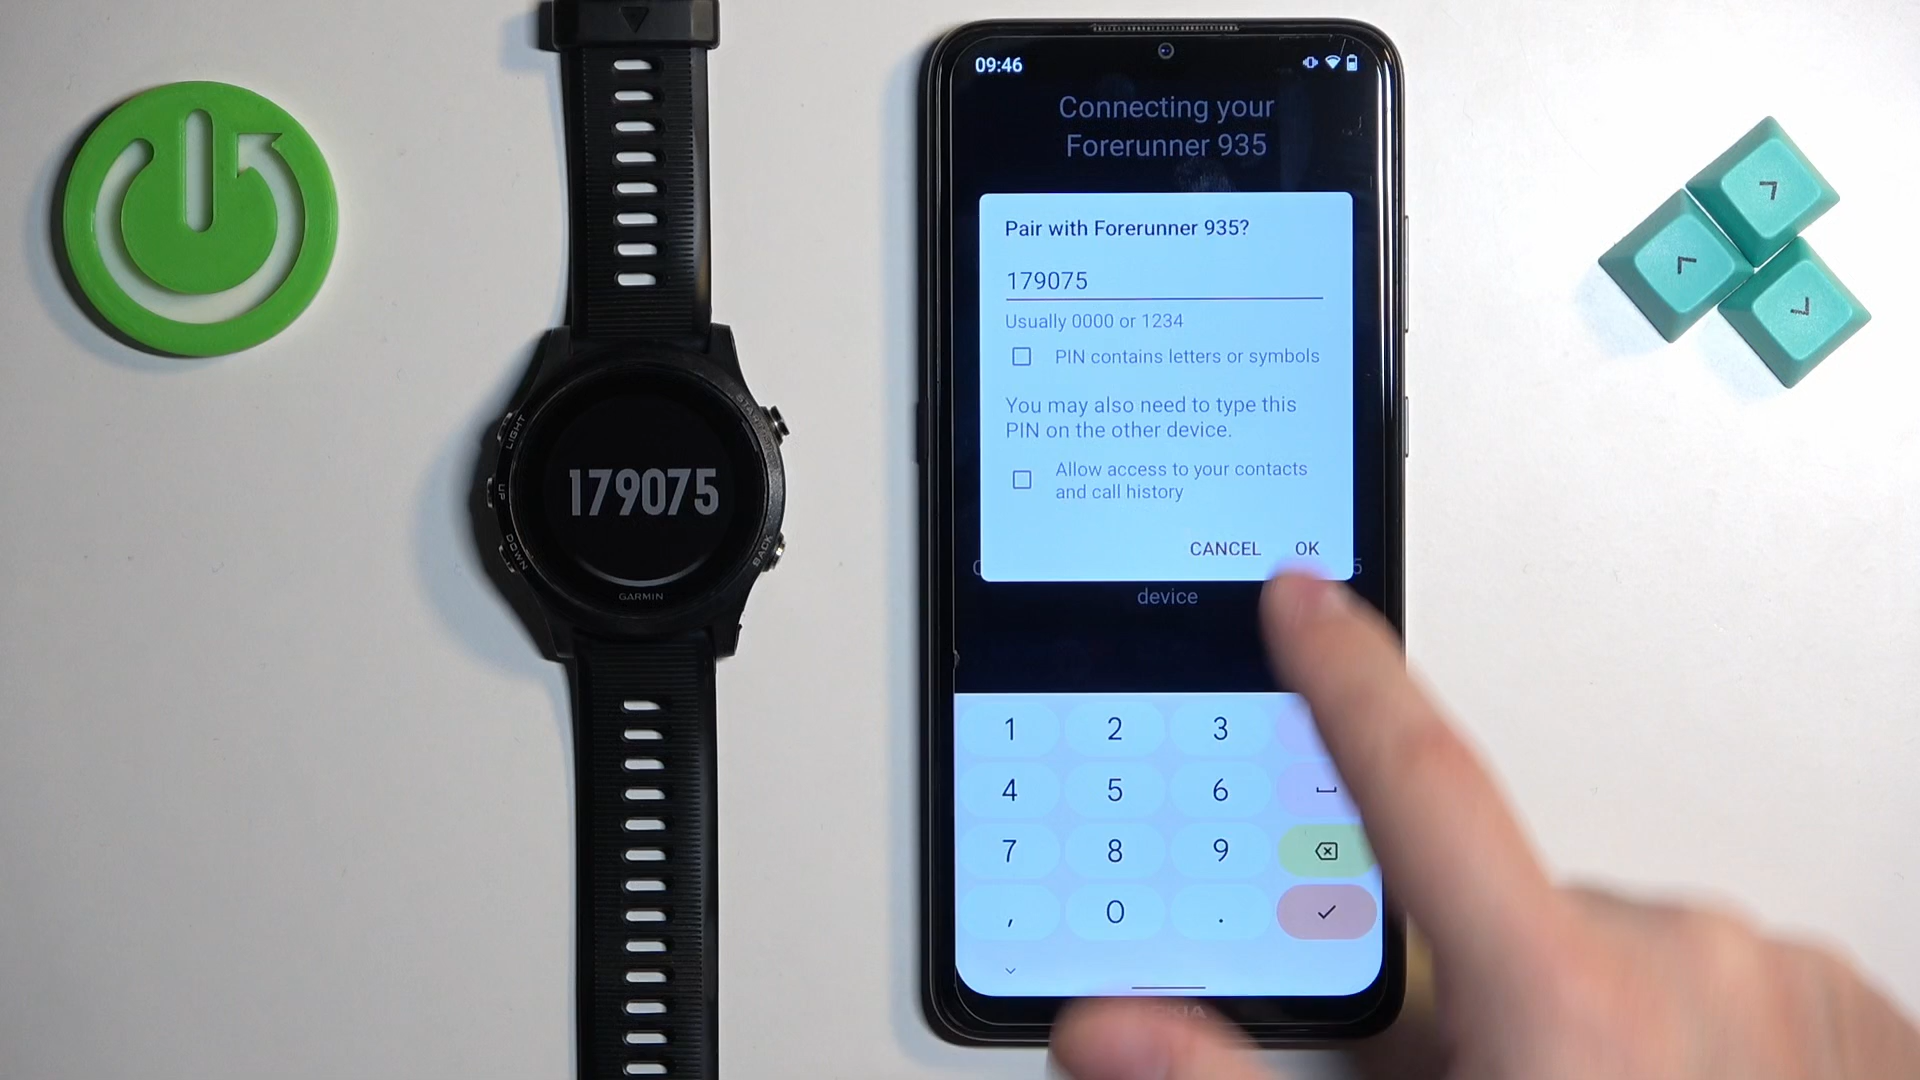 09:46
Connecting your
Forerunner 935
Pair with Forerunner 935?
179075
Usually 0000 or 1234
PIN contains letters or symbols
You may also need to type this
PIN on the other device.
Allow access to your contacts
and call history
CANCEL OK
device
1 2 3
4 5 6
7 8 9
, 0 .
LIGHT
UP
DOWN
BACK
179075
GARMIN